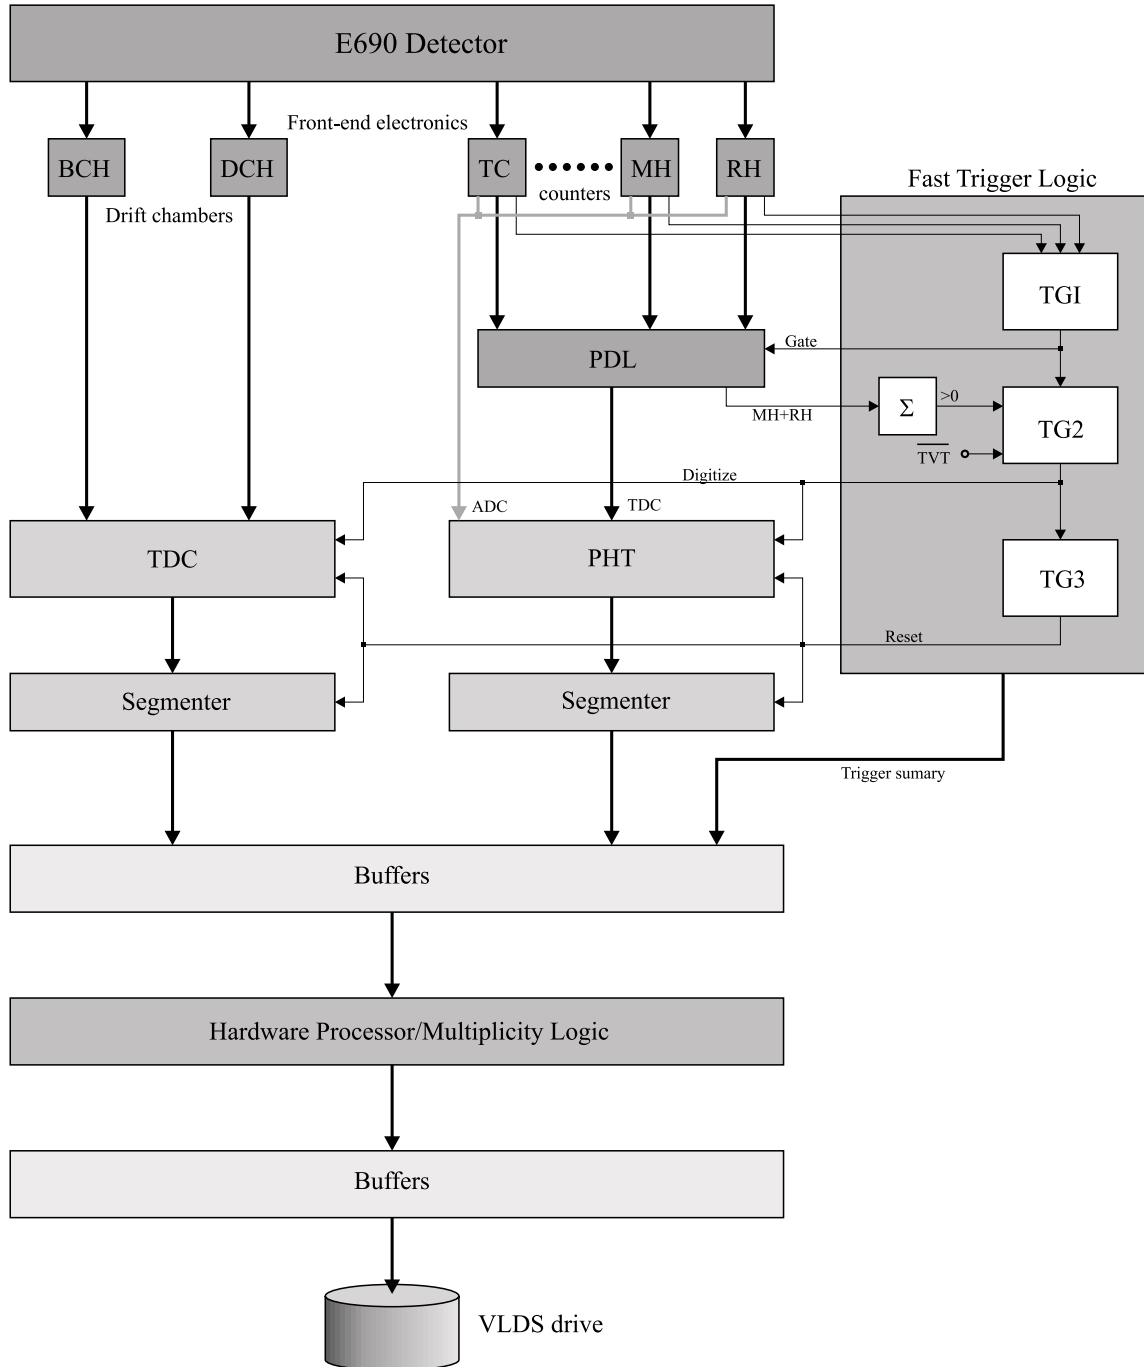 E690 Detector
Front-end electronics
BCH
DCH
TC
MH
RH
counters
Drift chambers
Fast Trigger Logic
TGI
PDL
Gate
Σ
>0
MH+RH
TG2
TVT
Digitize
ADC
TDC
TDC
PHT
TG3
Reset
Segmenter
Segmenter
Trigger sumary
Buffers
Hardware Processor/Multiplicity Logic
Buffers
VLDS drive